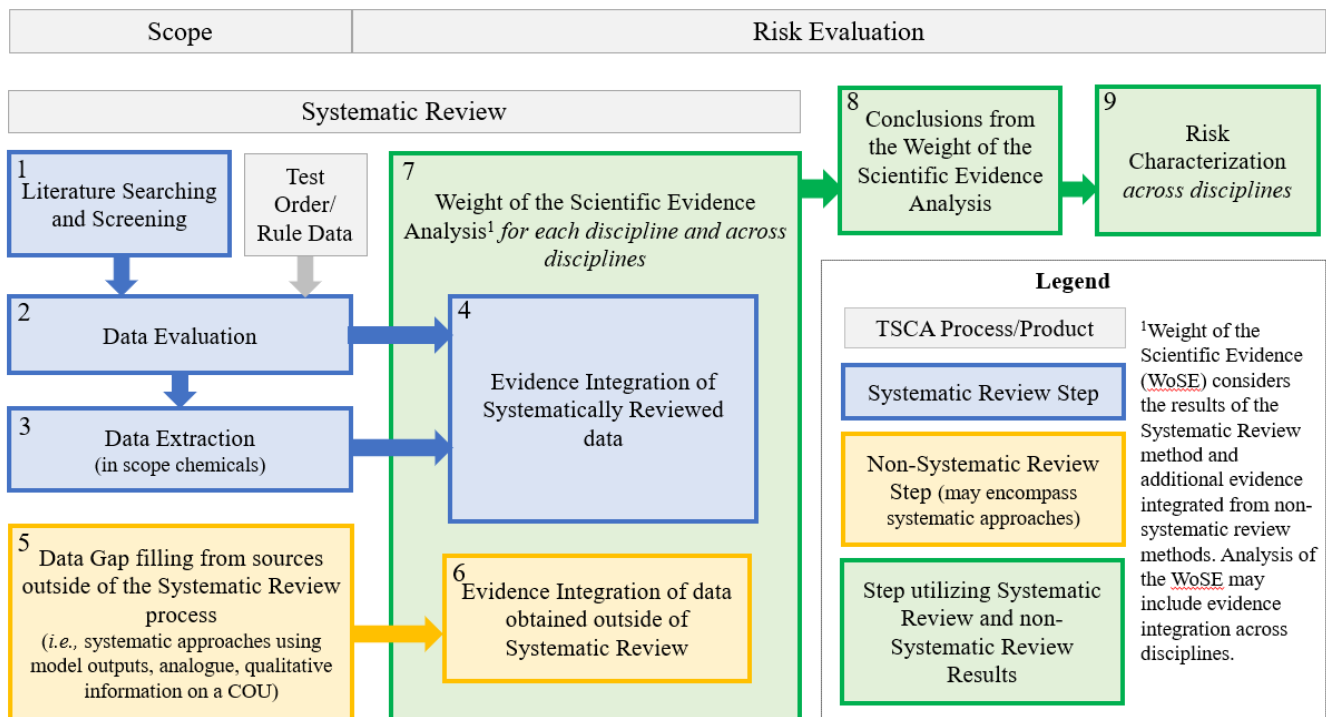 Scope
Risk Evaluation
Systematic Review
1
Literature Searching
and Screening
Test
Order/
Rule Data
2
Data Evaluation
3
Data Extraction
(in scope chemicals)
5
Data Gap filling from sources
outside of the Systematic Review
process
(i.e., systematic approaches using
model outputs, analogue, qualitative
information on a COU)
7
Weight of the Scientific Evidence
Analysis¹ for each discipline and across
disciplines
4
Evidence Integration of
Systematically Reviewed
data
6
Evidence Integration of data
obtained outside of
Systematic Review
8
Conclusions from
the Weight of the
Scientific Evidence
Analysis
9
Risk
Characterization
across disciplines
Legend
TSCA Process/Product
Systematic Review Step
Non-Systematic Review
Step (may encompass
systematic approaches)
Step utilizing Systematic
Review and non-
Systematic Review
Results
¹Weight of the
Scientific Evidence
(WoSE) considers
the results of the
Systematic Review
method and
additional evidence
integrated from non-
systematic review
methods. Analysis of
the WoSE may
include evidence
integration across
disciplines.